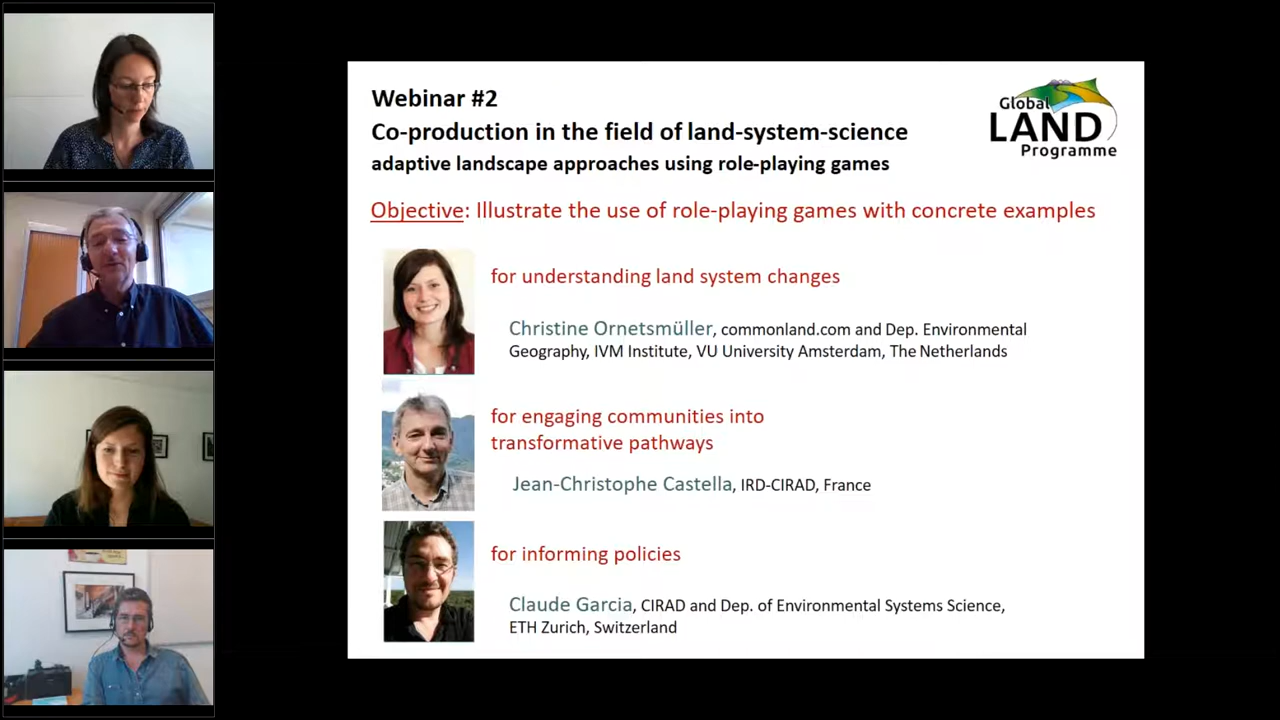 Webinar #2
Co-production in the field of land-system-science
adaptive landscape approaches using role-playing games
Global
LAND
Programme
Objective: Illustrate the use of role-playing games with concrete examples
for understanding land system changes
Christine Ornetsmüller, commonland.com and Dep. Environmental
Geography, IVM Institute, VU University Amsterdam, The Netherlands
for engaging communities into
transformative pathways
Jean-Christophe Castella, IRD-CIRAD, France
for informing policies
Claude Garcia, CIRAD and Dep. of Environmental Systems Science,
ETH Zurich, Switzerland